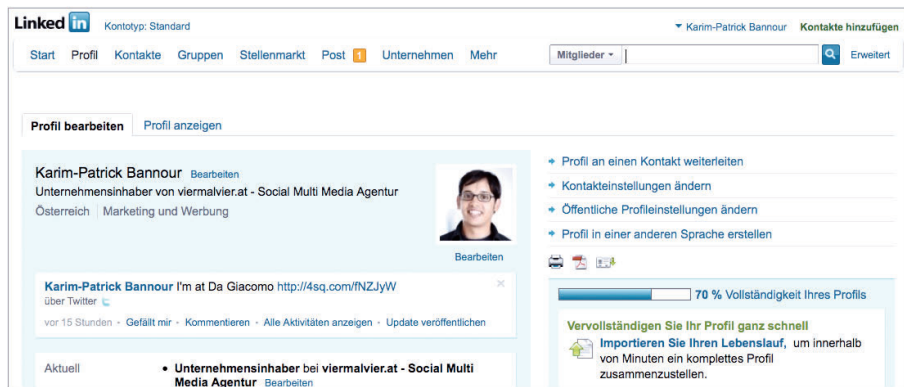 Linked in Kontotyp: Standard
Karim-Patrick Bannour Kontakte hinzufügen
Start Profil Kontakte Gruppen Stellenmarkt Post 1 Unternehmen Mehr
Mitglieder Erweitert
Profil bearbeiten Profil anzeigen
Karim-Patrick Bannour Bearbeiten
Unternehmensinhaber von viermalvier.at - Social Multi Media Agentur
Österreich | Marketing und Werbung
Bearbeiten
Karim-Patrick Bannour I'm at Da Giacomo http://4sq.com/fNZJyW
über Twitter
vor 15 Stunden • Gefällt mir • Kommentieren • Alle Aktivitäten anzeigen • Update veröffentlichen
Aktuell • Unternehmensinhaber bei viermalvier.at - Social Multi
Media Agentur Bearbeiten
Profil an einen Kontakt weiterleiten
Kontakteinstellungen ändern
Öffentliche Profileinstellungen ändern
Profil in einer anderen Sprache erstellen
70 % Vollständigkeit Ihres Profils
Vervollständigen Sie Ihr Profil ganz schnell
Importieren Sie Ihren Lebenslauf, um innerhalb
von Minuten ein komplettes Profil
zusammenzustellen.